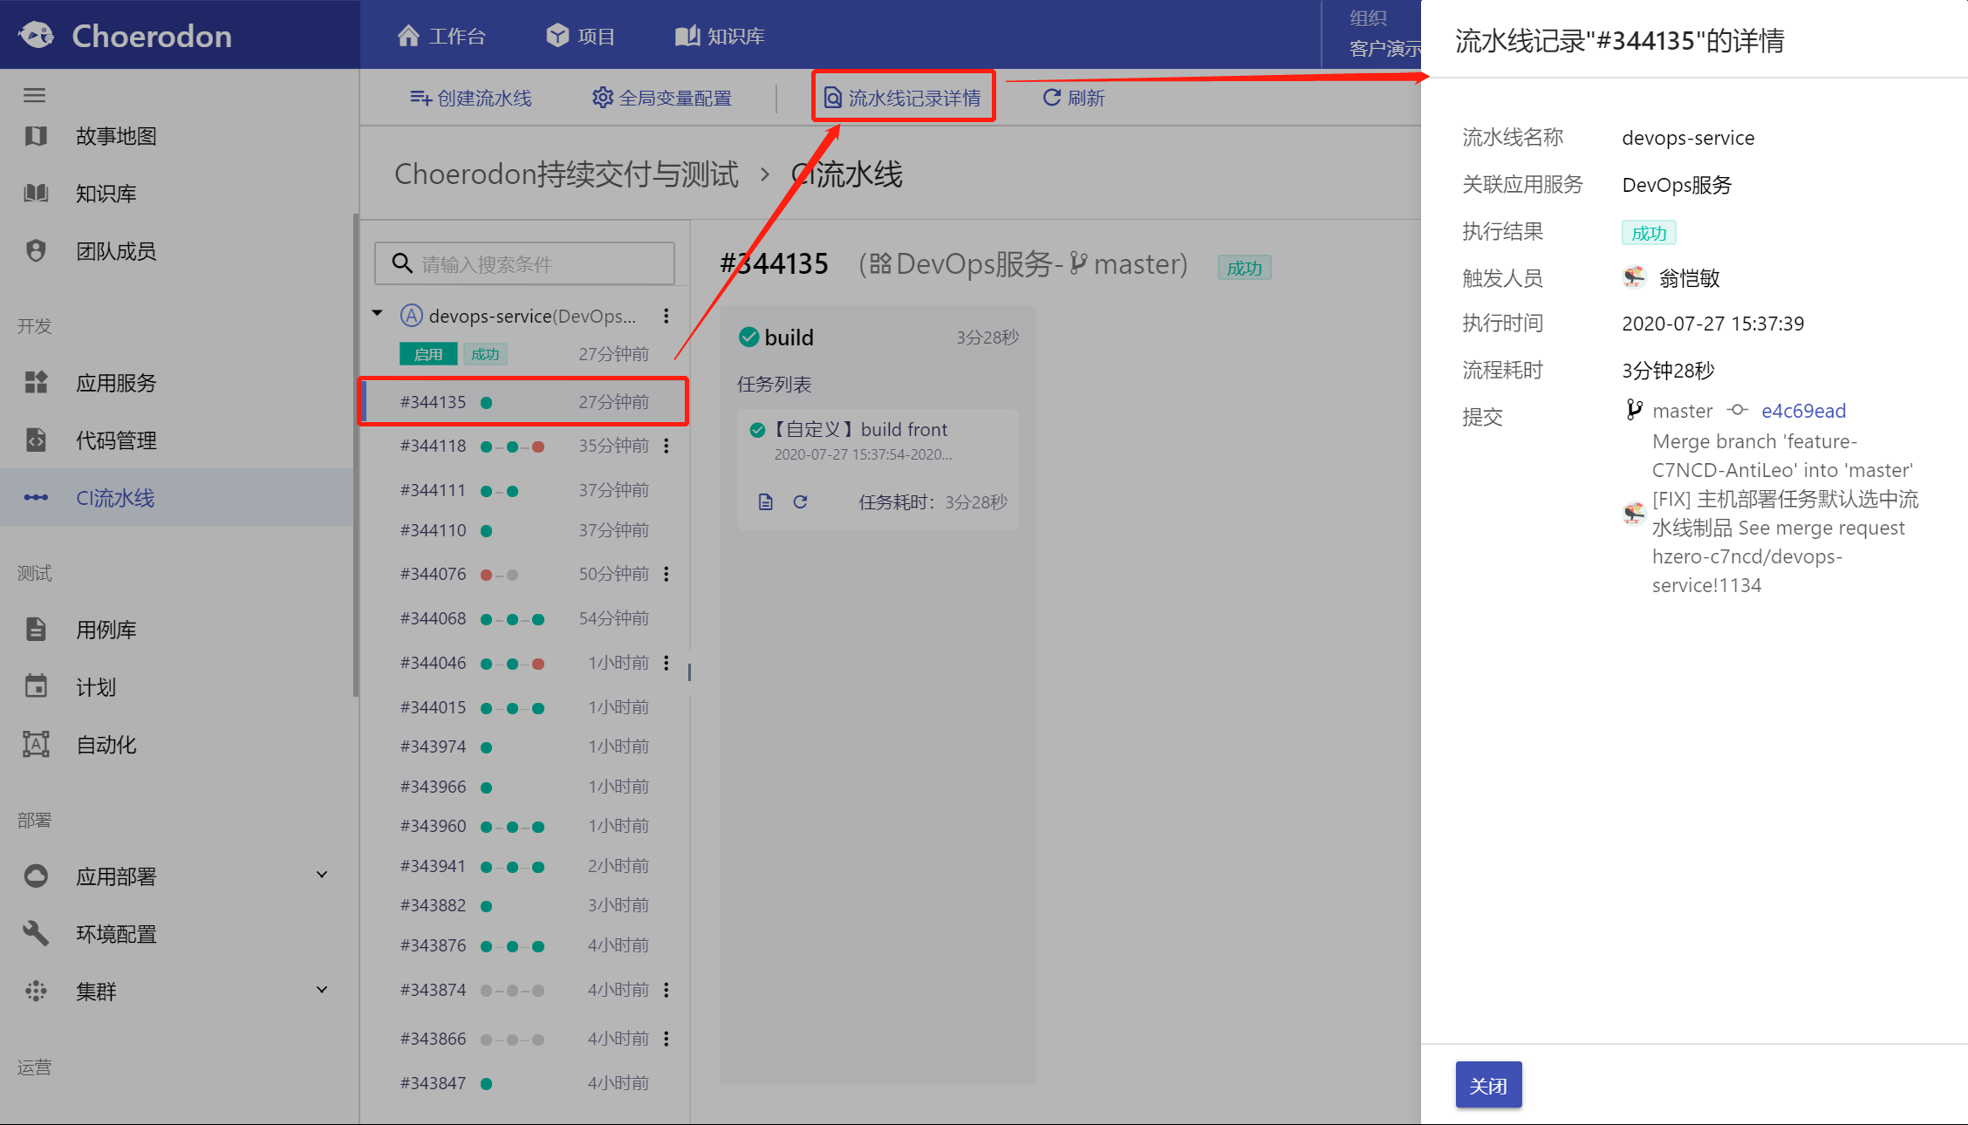 Choerodon
工作台
项目
知识库
组织
客户演示
创建流水线
全局变量配置
流水线记录详情
刷新
Choerodon持续交付与测试 › CI流水线
故事地图
知识库
团队成员
开发
应用服务
代码管理
CI流水线
测试
用例库
计划
自动化
部署
应用部署
环境配置
集群
运营
请输入搜索条件
devops-service(DevOps...
启用 成功 27分钟前
#344135 27分钟前
#344118 35分钟前
#344111 37分钟前
#344110 37分钟前
#344076 50分钟前
#344068 54分钟前
#344046 1小时前
#344015 1小时前
#343974 1小时前
#343966 1小时前
#343960 1小时前
#343941 2小时前
#343882 3小时前
#343876 4小时前
#343874 4小时前
#343866 4小时前
#343847 4小时前
#344135 (DevOps服务-master) 成功
build 3分28秒
任务列表
【自定义】build front
2020-07-27 15:37:54-2020...
任务耗时：3分28秒
流水线记录"#344135"的详情
流水线名称 devops-service
关联应用服务 DevOps服务
执行结果 成功
触发人员 翁恺敏
执行时间 2020-07-27 15:37:39
流程耗时 3分钟28秒
提交 master e4c69ead
Merge branch 'feature-
C7NCD-AntiLeo' into 'master'
[FIX] 主机部署任务默认选中流
水线制品 See merge request
hzero-c7ncd/devops-
service!1134
关闭